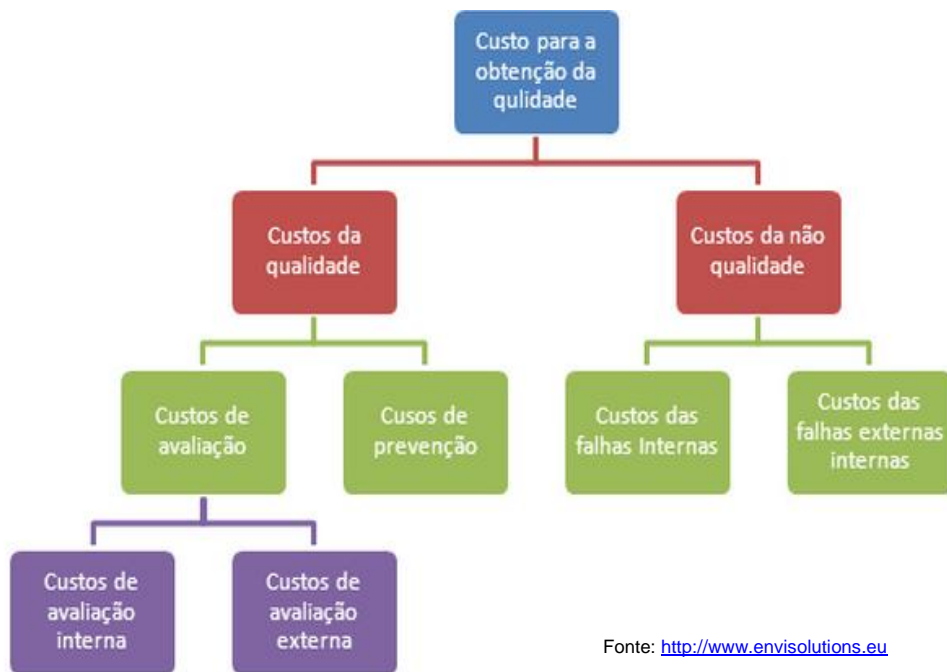 Custo para a
obtenção da
qulidade
Custos da
qualidade
Custos da não
qualidade
Custos de
avaliação
Cusos de
prevenção
Custos das
falhas Internas
Custos das
falhas externas
internas
Custos de
avaliação
interna
Custos de
avaliação
externa
Fonte: http://www.envisolutions.eu